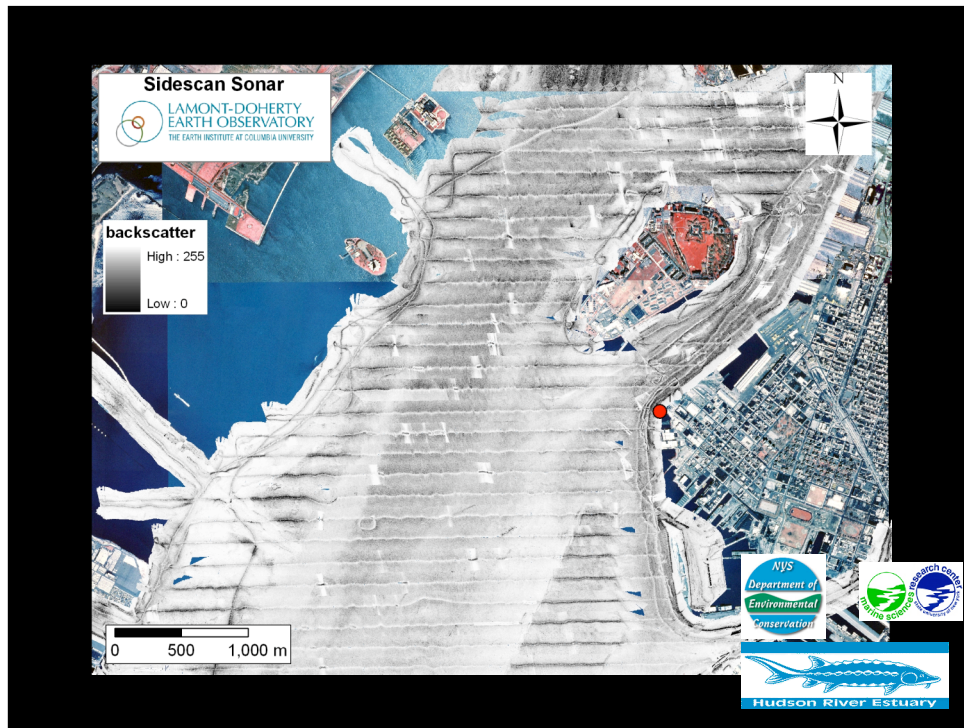 Sidescan Sonar
LAMONT-DOHERTY
EARTH OBSERVATORY
THE EARTH INSTITUTE AT COLUMBIA UNIVERSITY
N
backscatter
High : 255
Low : 0
0 500 1,000 m
NYS
Department of
Environmental
Conservation
marine sciences research center
Hudson River Estuary